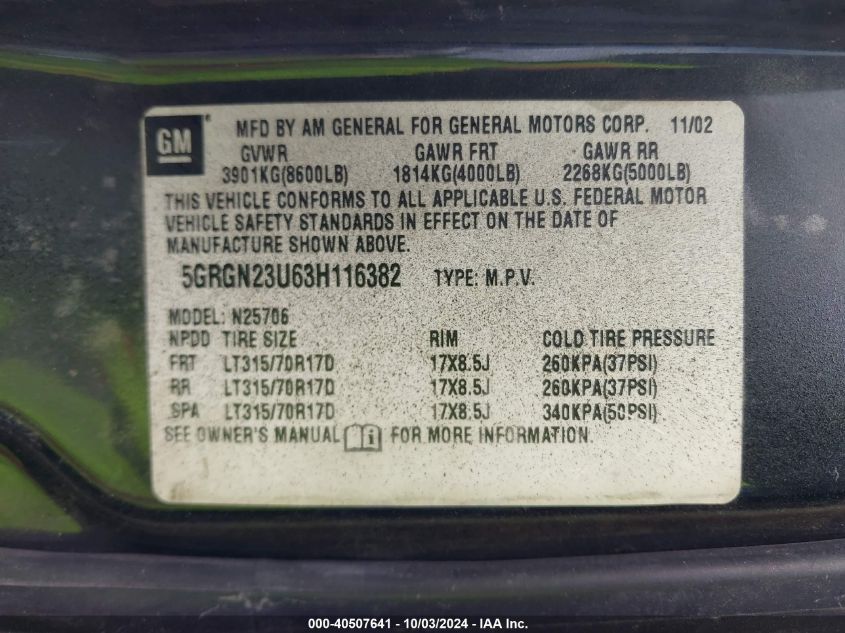 GM ® MFD BY AM GENERAL FOR GENERAL MOTORS CORP. 11/02
GVWR GAWR FRT GAWR RR
3901KG(8600LB) 1814KG(4000LB) 2268KG(5000LB)
THIS VEHICLE CONFORMS TO ALL APPLICABLE U.S. FEDERAL MOTOR
VEHICLE SAFETY STANDARDS IN EFFECT ON THE DATE OF
MANUFACTURE SHOWN ABOVE.
5GRGN23U63H116382 TYPE: M.P.V.
MODEL: N25706
NPDD TIRE SIZE RIM COLD TIRE PRESSURE
FRT LT315/70R17D 17X8.5J 260KPA(37PSI)
RR LT315/70R17D 17X8.5J 260KPA(37PSI)
SPA LT315/70R17D 17X8.5J 340KPA(50PSI)
SEE OWNER'S MANUAL i FOR MORE INFORMATION.
000-40507641 - 10/03/2024 - IAA Inc.